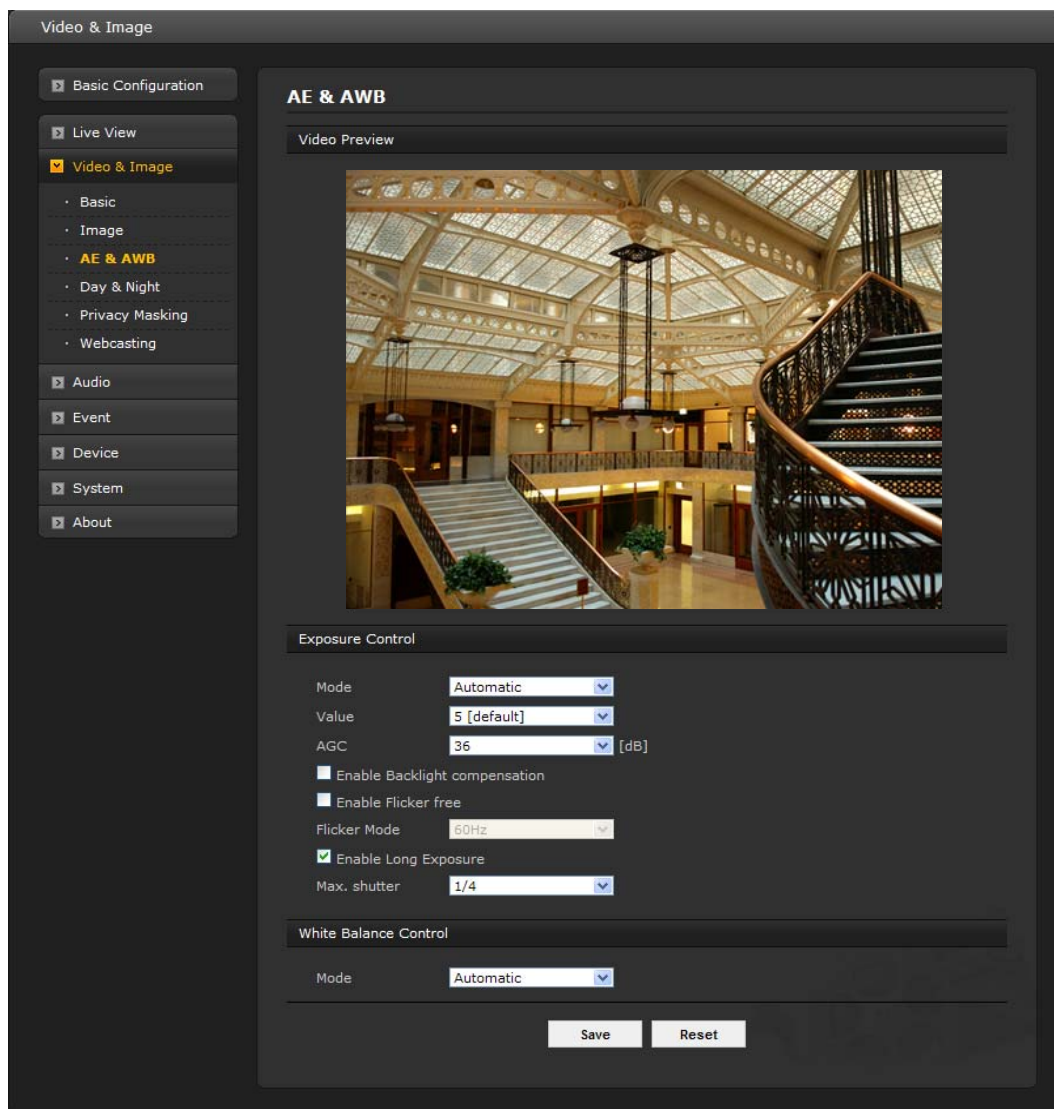 Video & Image
Basic Configuration
Live View
Video & Image
· Basic
· Image
· AE & AWB
· Day & Night
· Privacy Masking
· Webcasting
Audio
Event
Device
System
About
AE & AWB
Video Preview
Exposure Control
Mode Automatic
Value 5 [default]
AGC 36 [dB]
Enable Backlight compensation
Enable Flicker free
Flicker Mode 60Hz
Enable Long Exposure
Max. shutter 1/4
White Balance Control
Mode Automatic
Save Reset